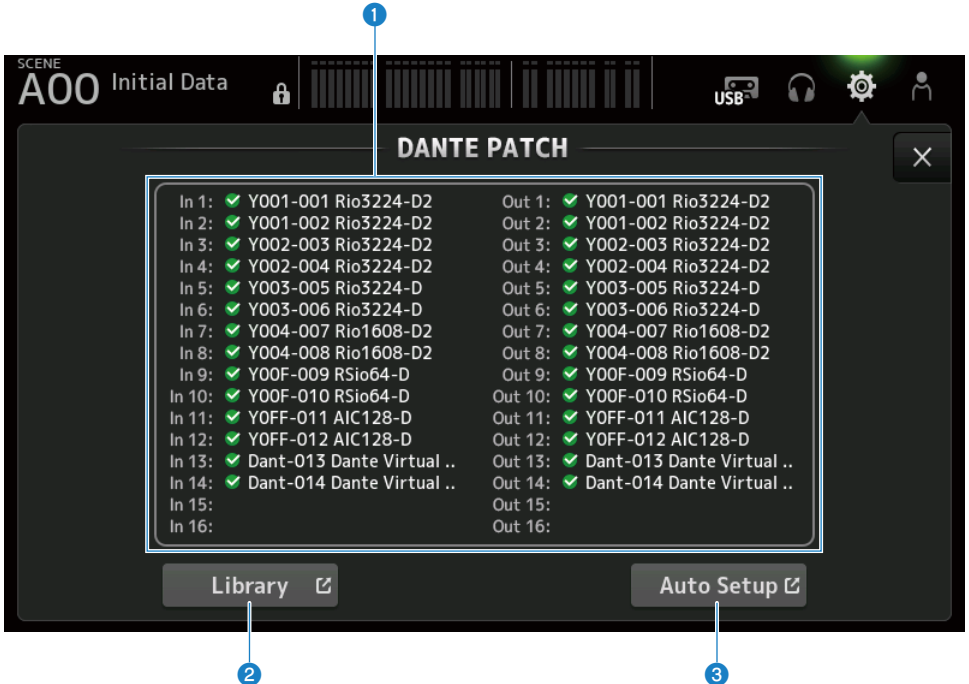 1
SCENE
A00 Initial Data
USB
DANTE PATCH
In 1: Y001-001 Rio3224-D2 Out 1: Y001-001 Rio3224-D2
In 2: Y001-002 Rio3224-D2 Out 2: Y001-002 Rio3224-D2
In 3: Y002-003 Rio3224-D2 Out 3: Y002-003 Rio3224-D2
In 4: Y002-004 Rio3224-D2 Out 4: Y002-004 Rio3224-D2
In 5: Y003-005 Rio3224-D Out 5: Y003-005 Rio3224-D
In 6: Y003-006 Rio3224-D Out 6: Y003-006 Rio3224-D
In 7: Y004-007 Rio1608-D2 Out 7: Y004-007 Rio1608-D2
In 8: Y004-008 Rio1608-D2 Out 8: Y004-008 Rio1608-D2
In 9: Y00F-009 RSio64-D Out 9: Y00F-009 RSio64-D
In 10: Y00F-010 RSio64-D Out 10: Y00F-010 RSio64-D
In 11: Y0FF-011 AIC128-D Out 11: Y0FF-011 AIC128-D
In 12: Y0FF-012 AIC128-D Out 12: Y0FF-012 AIC128-D
In 13: Dant-013 Dante Virtual .. Out 13: Dant-013 Dante Virtual ..
In 14: Dant-014 Dante Virtual .. Out 14: Dant-014 Dante Virtual ..
In 15: Out 15:
In 16: Out 16:
Library Auto Setup
2 3